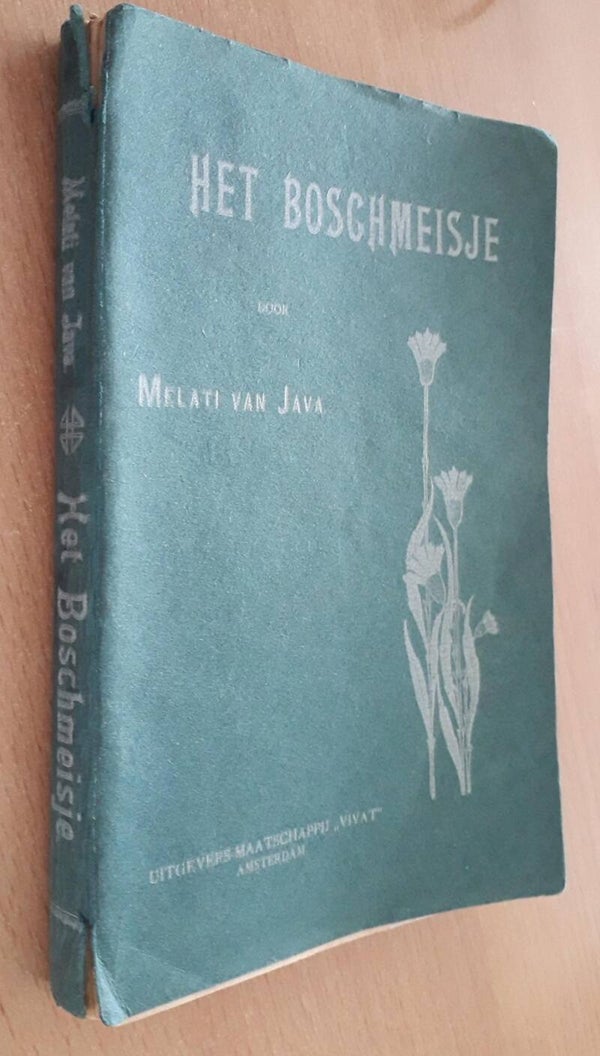 HET BOSCHMEISJE
DOOR
MELATI VAN JAVA
UITGEVERS-MAATSCHAPPIJ „VIVAT”
AMSTERDAM
Melati van Java
Het Boschmeisje